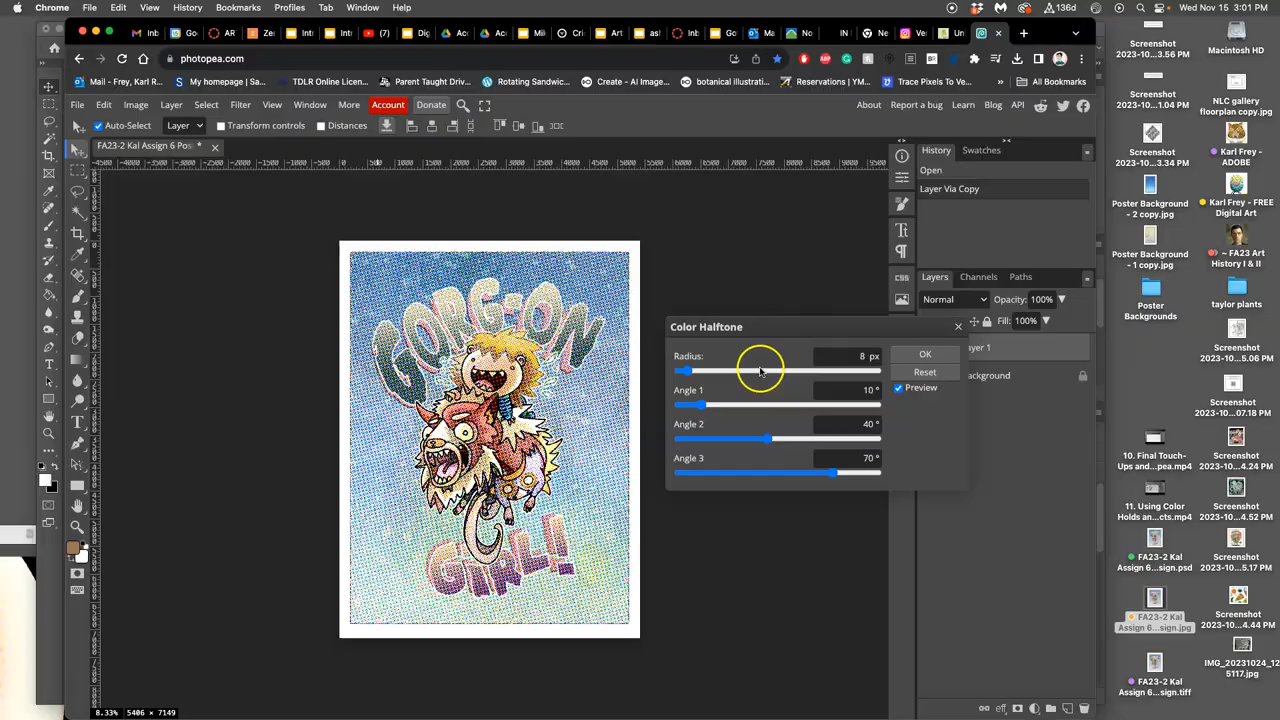 Chrome File Edit View History Bookmarks Profiles Tab Window Help 136d Wed Nov 15 3:01 PM
photopea.com
Mail - Frey, Karl R... My homepage | Sa... TDLR Online Licen... Parent Taught Driv... Rotating Sandwic... Create - AI Image... botanical illustrati... Reservations | /M/... Trace Pixels To Ve... All Bookmarks
File Edit Image Layer Select Filter View Window More Account Donate About Report a bug Learn Blog API
Auto-Select Layer Transform controls Distances
FA23-2 Kal Assign 6 Pos *
History Swatches
Open
Layer Via Copy
GOIN'-ON
GIINF!!
Color Halftone
Radius: 8 px
Angle 1 10 °
Angle 2 40 °
Angle 3 70 °
OK
Reset
Preview
CSS
Layers Channels Paths
Normal Opacity: 100%
Fill: 100%
ayer 1
ackground
8.33% 5406 x 7149
Screenshot 2023-10...3.56 PM
Macintosh HD
Screenshot 2023-10...1.04 PM
NLC gallery floorplan copy.jpg
Screenshot 2023-10...3.34 PM
Karl Frey - ADOBE
Poster Background - 2 copy.jpg
Karl Frey - FREE Digital Art
Poster Background - 1 copy.jpg
~ FA23 Art History I & II
Poster Backgrounds
taylor plants
Screenshot 2023-10...5.06 PM
Screenshot 2023-10...07.18 PM
10. Final Touch-Ups and...pea.mp4
Screenshot 2023-10...4.24 PM
11. Using Color Holds an...cts.mp4
Screenshot 2023-10...4.52 PM
FA23-2 Kal Assign 6...sign.psd
Screenshot 2023-10...5.17 PM
FA23-2 Kal Assign 6...sign.jpg
Screenshot 2023-10...4.44 PM
FA23-2 Kal Assign 6...sign.tiff
IMG_20231024_125117.jpg